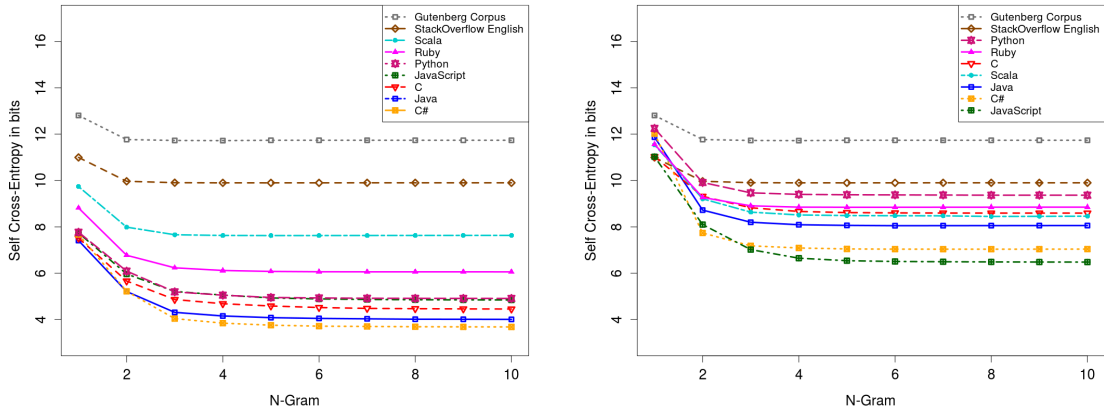 Gutenberg Corpus
StackOverflow English
Scala
Ruby
Python
JavaScript
C
Java
C#
16
14
12
10
8
6
4
Self Cross-Entropy in bits
2
4
6
8
10
N-Gram
Gutenberg Corpus
StackOverflow English
Python
Ruby
C
Scala
Java
C#
JavaScript
16
14
12
10
8
6
4
Self Cross-Entropy in bits
2
4
6
8
10
N-Gram